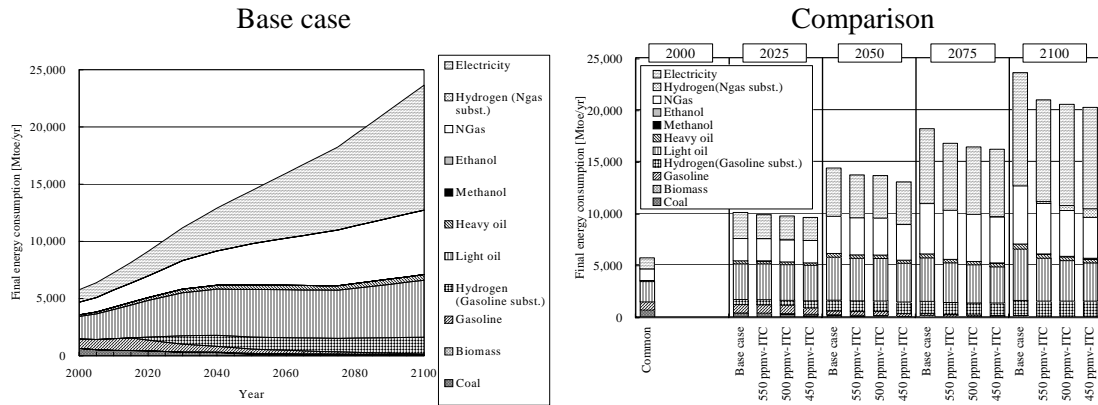 Base case
25,000
20,000
15,000
10,000
5,000
0
Final energy consumption [Mtoe/yr]
2000 2020 2040 2060 2080 2100
Year
Electricity
Hydrogen (Ngas
subst.)
NGas
Ethanol
Methanol
Heavy oil
Light oil
Hydrogen
(Gasoline subst.)
Gasoline
Biomass
Coal
Comparison
2000 2025 2050 2075 2100
25,000
20,000
15,000
10,000
5,000
0
Final energy consumption [Mtoe/yr]
Electricity
Hydrogen(Ngas subst.)
NGas
Ethanol
Methanol
Heavy oil
Light oil
Hydrogen(Gasoline subst.)
Gasoline
Biomass
Coal
Common
Base case
550 ppmv-ITC
500 ppmv-ITC
450 ppmv-ITC
Base case
550 ppmv-ITC
500 ppmv-ITC
450 ppmv-ITC
Base case
550 ppmv-ITC
500 ppmv-ITC
450 ppmv-ITC
Base case
550 ppmv-ITC
500 ppmv-ITC
450 ppmv-ITC